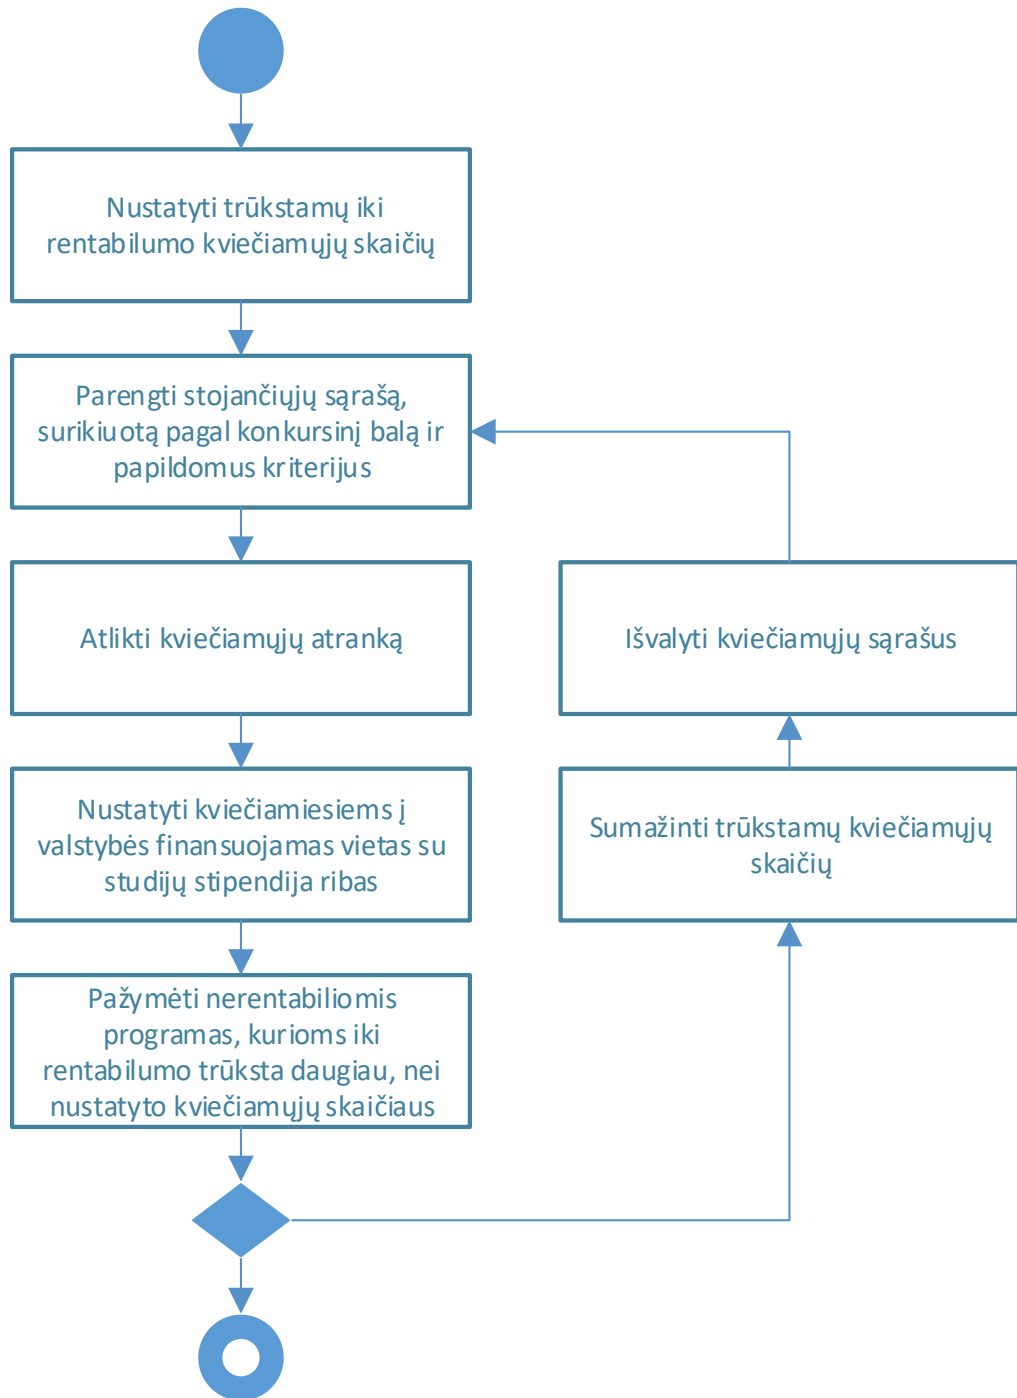 Nustatyti trūkstamų iki
rentabilumo kviečiamųjų skaičių
Parengti stojančiųjų sąrašą,
surikiuotą pagal konkursinį balą ir
papildomus kriterijus
Atlikti kviečiamųjų atranką
Išvalyti kviečiamųjų sąrašus
Nustatyti kviečiamiesiems į
valstybės finansuojamas vietas su
studijų stipendija ribas
Sumažinti trūkstamų kviečiamųjų
skaičių
Pažymėti nerentabiliomis
programas, kurioms iki
rentabilumo trūksta daugiau, nei
nustatyto kviečiamųjų skaičiaus